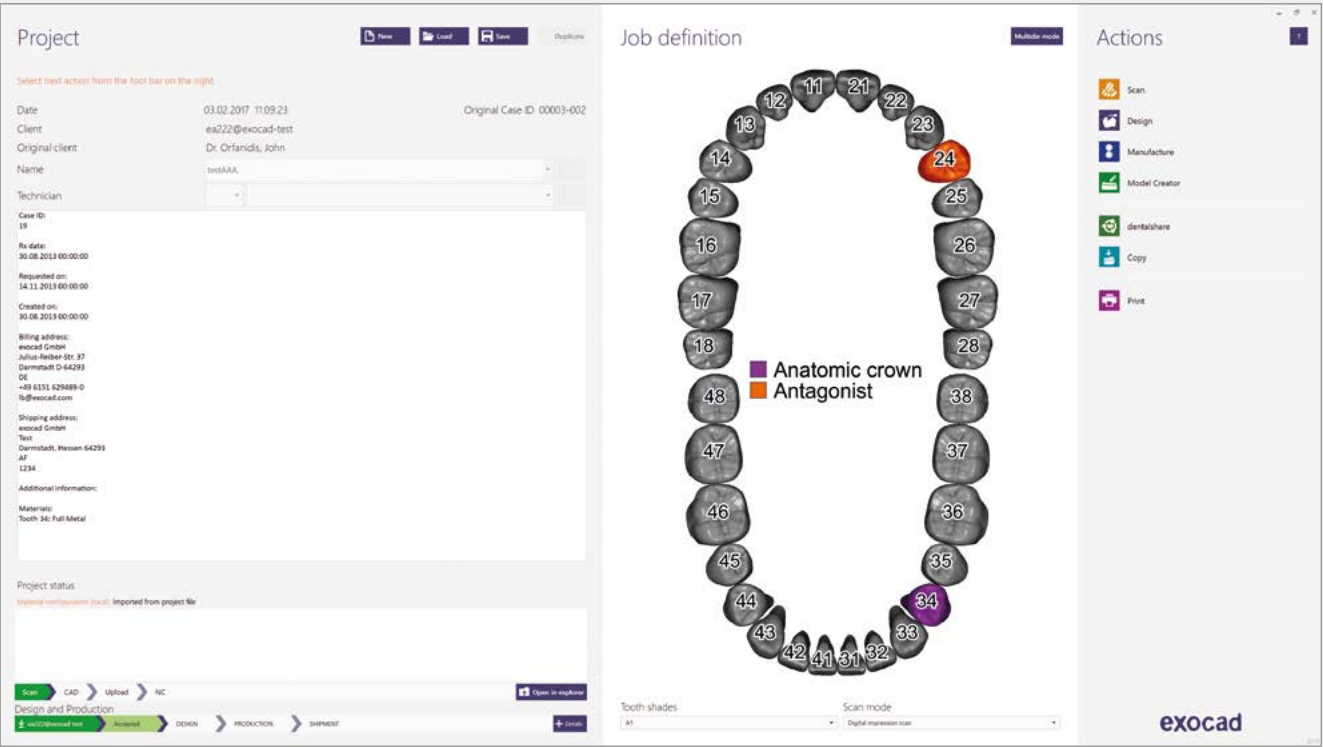 Project
New
Load
Save
Duplicate
Select next action from the tool bar on the right.
Date 03.02.2017 11:09:23 Original Case ID 00003-002
Client ea222@exocad-test
Original client Dr. Orfanidis, John
Name testAAA,
Technician
Case ID:
19
Rx date:
30.08.2013 00:00:00
Requested on:
14.11.2013 00:00:00
Created on:
30.08.2013 00:00:00
Billing address:
exocad GmbH
Julius-Reiber-Str. 37
Darmstadt D-64293
DE
+49 6151 629489-0
lb@exocad.com
Shipping address:
exocad GmbH
Test
Darmstadt, Hessen 64293
AF
1234
Additional information:
Materials:
Tooth 34: Full-Metal
Project status
Material configuration (local): Imported from project file
Scan CAD Upload NC
Open in explorer
Design and Production
ea222@exocad-test Accepted DESIGN PRODUCTION SHIPMENT
Details
Job definition
Multidie mode
11 21
12 22
13 23
14 24
15 25
16 26
17 27
18 28
Anatomic crown
Antagonist
48 38
47 37
46 36
45 35
44 34
43 33
42 41 31 32
Tooth shades
A1
Scan mode
Digital impression scan
Actions
?
Scan
Design
Manufacture
Model Creator
dentalshare
Copy
Print
exocad